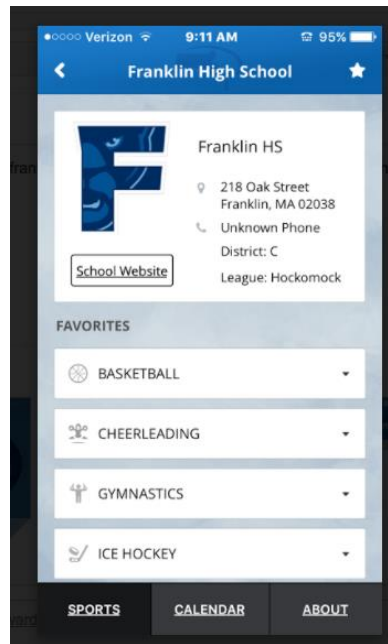 Verizon 9:11 AM 95%
Franklin High School
F
Franklin HS
218 Oak Street
Franklin, MA 02038
Unknown Phone
District: C
School Website
League: Hockomock
FAVORITES
BASKETBALL
CHEERLEADING
GYMNASTICS
ICE HOCKEY
SPORTS CALENDAR ABOUT